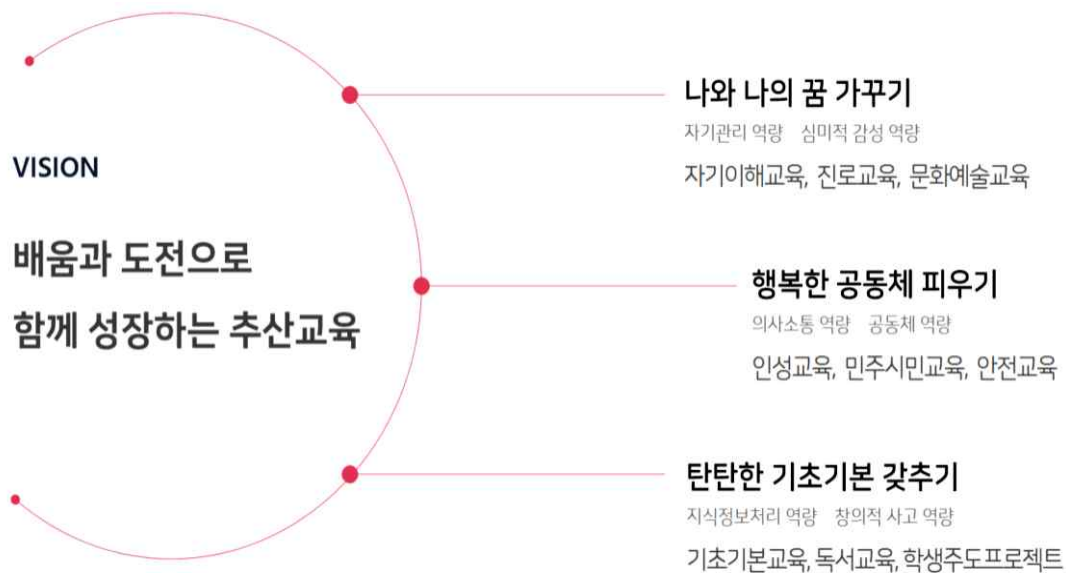 VISION
배움과 도전으로
함께 성장하는 추산교육
나와 나의 꿈 가꾸기
자기관리 역량 심미적 감성 역량
자기이해교육, 진로교육, 문화예술교육
행복한 공동체 피우기
의사소통 역량 공동체 역량
인성교육, 민주시민교육, 안전교육
탄탄한 기초기본 갖추기
지식정보처리 역량 창의적 사고 역량
기초기본교육, 독서교육, 학생주도프로젝트